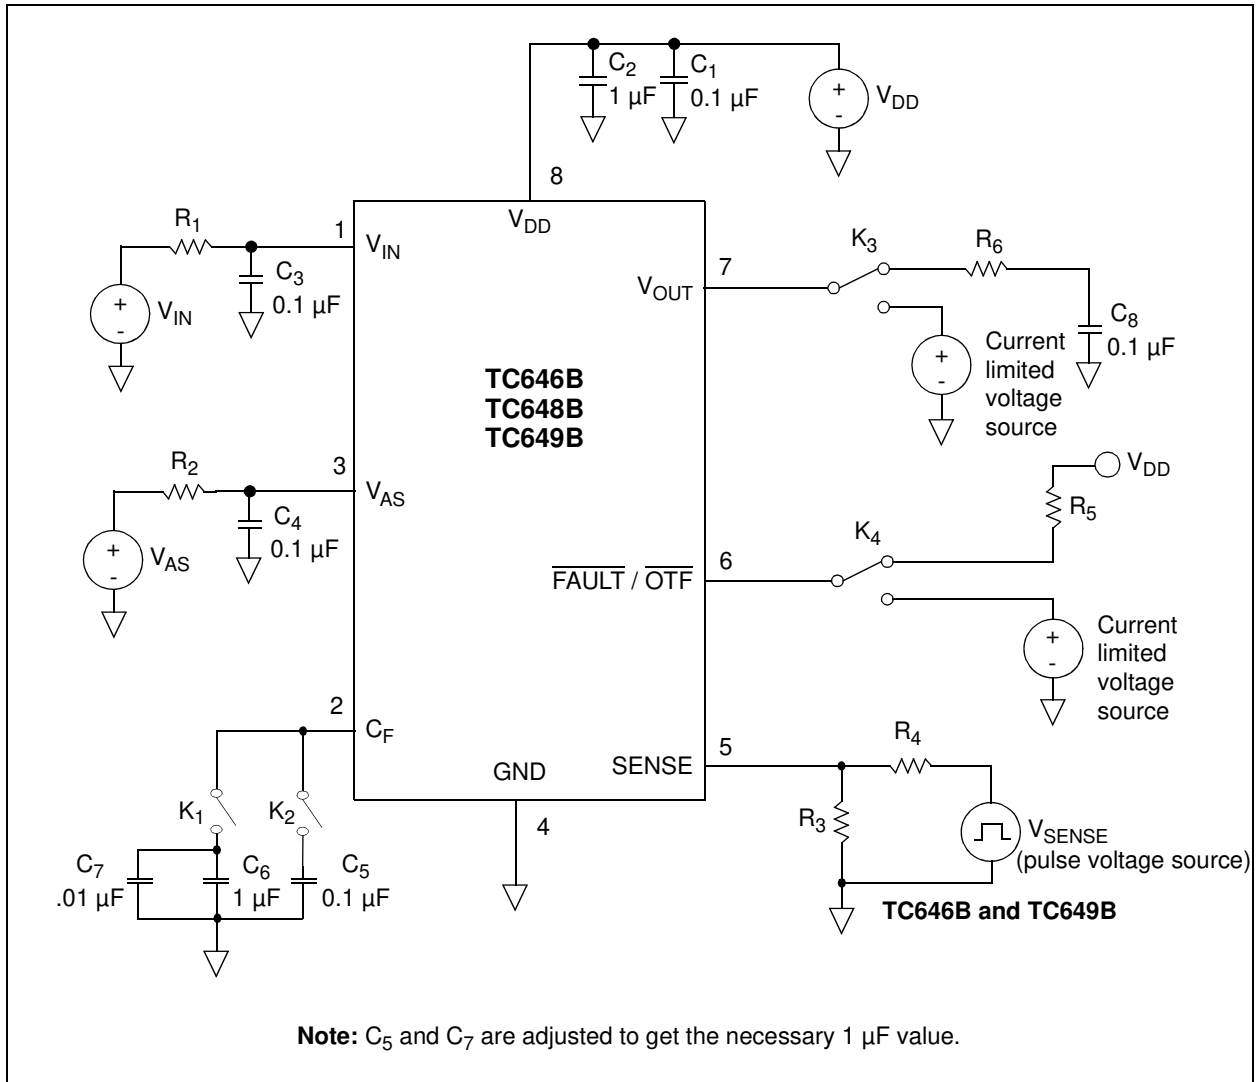 C2
1 µF
C1
0.1 µF
+
-
VDD
8
VDD
R1
1
VIN
C3
0.1 µF
+
-
VIN
7
VOUT
K3
R6
C8
0.1 µF
+
-
Current
limited
voltage
source
TC646B
TC648B
TC649B
R2
3
VAS
C4
0.1 µF
+
-
VAS
VDD
R5
K4
6
FAULT / OTF
+
-
Current
limited
voltage
source
2
CF
K1
K2
C7
.01 µF
C6
1 µF
C5
0.1 µF
GND
4
SENSE
5
R4
R3
VSENSE
(pulse voltage source)
TC646B and TC649B
Note: C5 and C7 are adjusted to get the necessary 1 µF value.